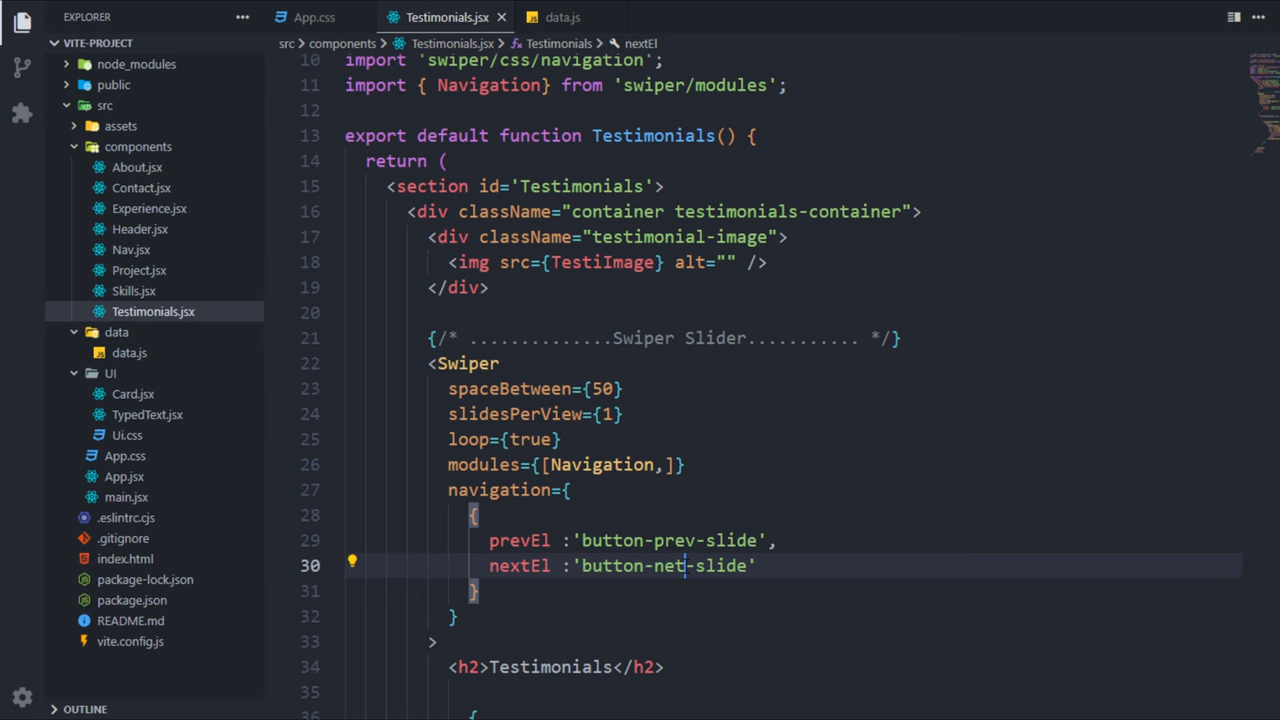 EXPLORER
VITE-PROJECT
node_modules
public
src
assets
components
About.jsx
Contact.jsx
Experience.jsx
Header.jsx
Nav.jsx
Project.jsx
Skills.jsx
Testimonials.jsx
data
data.js
UI
Card.jsx
TypedText.jsx
Ui.css
App.css
App.jsx
main.jsx
.eslintrc.cjs
.gitignore
index.html
package-lock.json
package.json
README.md
vite.config.js
OUTLINE
App.css
Testimonials.jsx
data.js
src > components > Testimonials.jsx > Testimonials > nextEl
10 import 'swiper/css/navigation';
11 import { Navigation} from 'swiper/modules';
12
13 export default function Testimonials() {
14 return (
15 <section id='Testimonials'>
16 <div className="container testimonials-container">
17 <div className="testimonial-image">
18 <img src={TestiImage} alt="" />
19 </div>
20
21 {/* ..............Swiper Slider........... */}
22 <Swiper
23 spaceBetween={50}
24 slidesPerView={1}
25 loop={true}
26 modules={[Navigation,]}
27 navigation={
28 {
29 prevEl :'button-prev-slide',
30 nextEl :'button-net-slide'
31 }
32 }
33 >
34 <h2>Testimonials</h2>
35
36 {